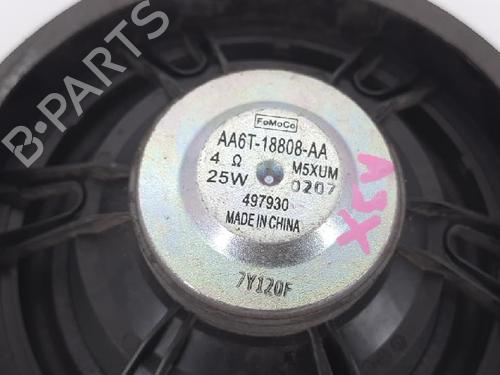 B-PARTS
FoMoCo
AA6T-18808-AA
4 Ω M5XUM
25W 0207
497930
MADE IN CHINA
7Y120F
A3X